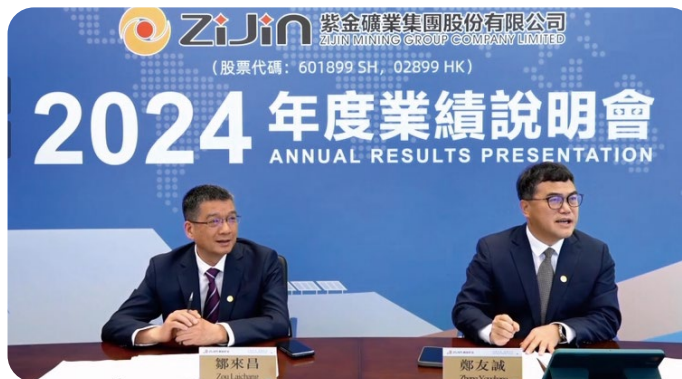 ZiJin 紫金礦業集團股份有限公司
ZIJIN MINING GROUP COMPANY LIMITED
(股票代碼：601899 SH，02899 HK)
2024 年度業績說明會
ANNUAL RESULTS PRESENTATION
鄒來昌
Zou Laichang
鄭友誠